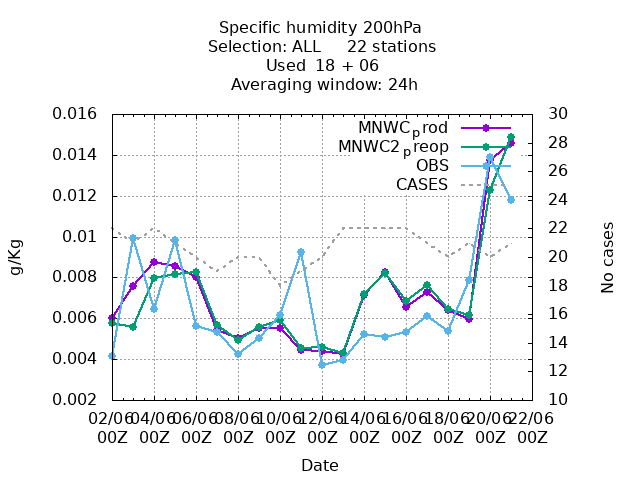 Specific humidity 200hPa
Selection: ALL 22 stations
Used 18 + 06
Averaging window: 24h
MNWCprod
MNWC2preop
OBS
CASES
g/Kg
0.016
0.014
0.012
0.01
0.008
0.006
0.004
0.002
No cases
30
28
26
24
22
20
18
16
14
12
10
02/06 04/06 06/06 08/06 10/06 12/06 14/06 16/06 18/06 20/06 22/06
00Z 00Z 00Z 00Z 00Z 00Z 00Z 00Z 00Z 00Z 00Z
Date